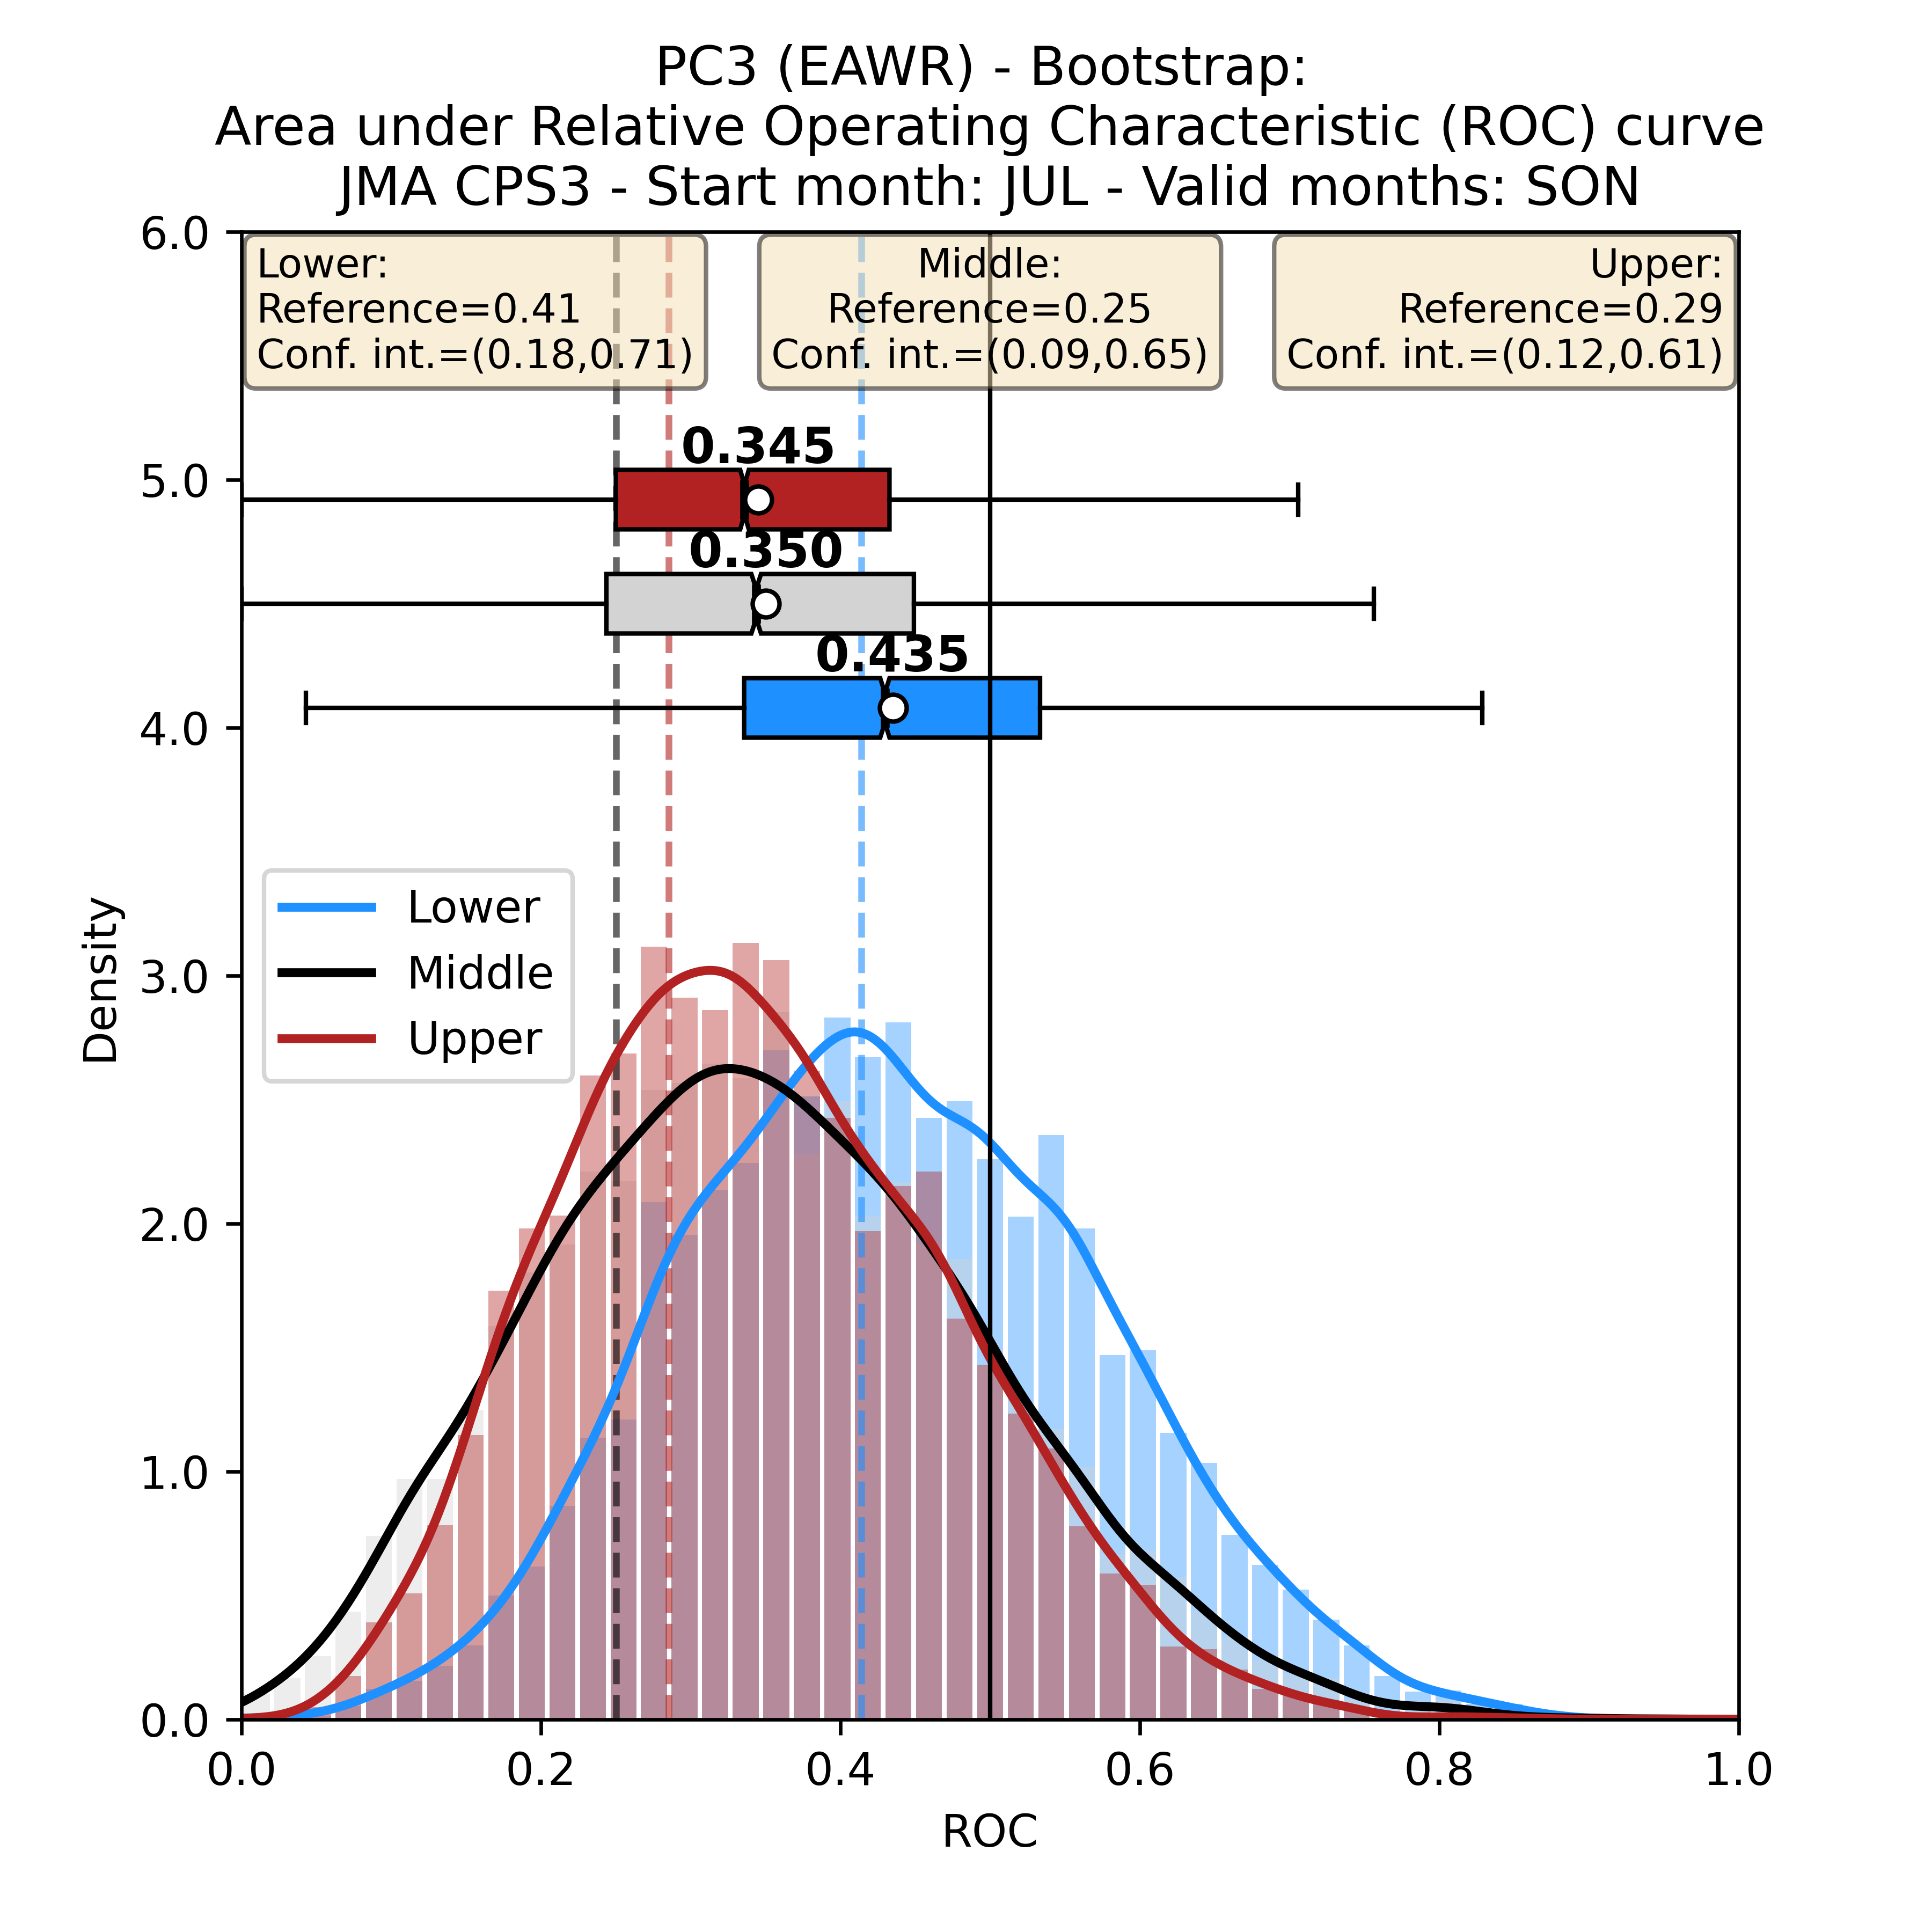 PC3 (EAWR) - Bootstrap:
Area under Relative Operating Characteristic (ROC) curve
JMA CPS3 - Start month: JUL - Valid months: SON
Lower:
Reference=0.41
Conf. int.=(0.18,0.71)
Middle:
Reference=0.25
Conf. int.=(0.09,0.65)
Upper:
Reference=0.29
Conf. int.=(0.12,0.61)
0.345
0.350
0.435
Lower
Middle
Upper
Density
6.0
5.0
4.0
3.0
2.0
1.0
0.0
0.0 0.2 0.4 0.6 0.8 1.0
ROC